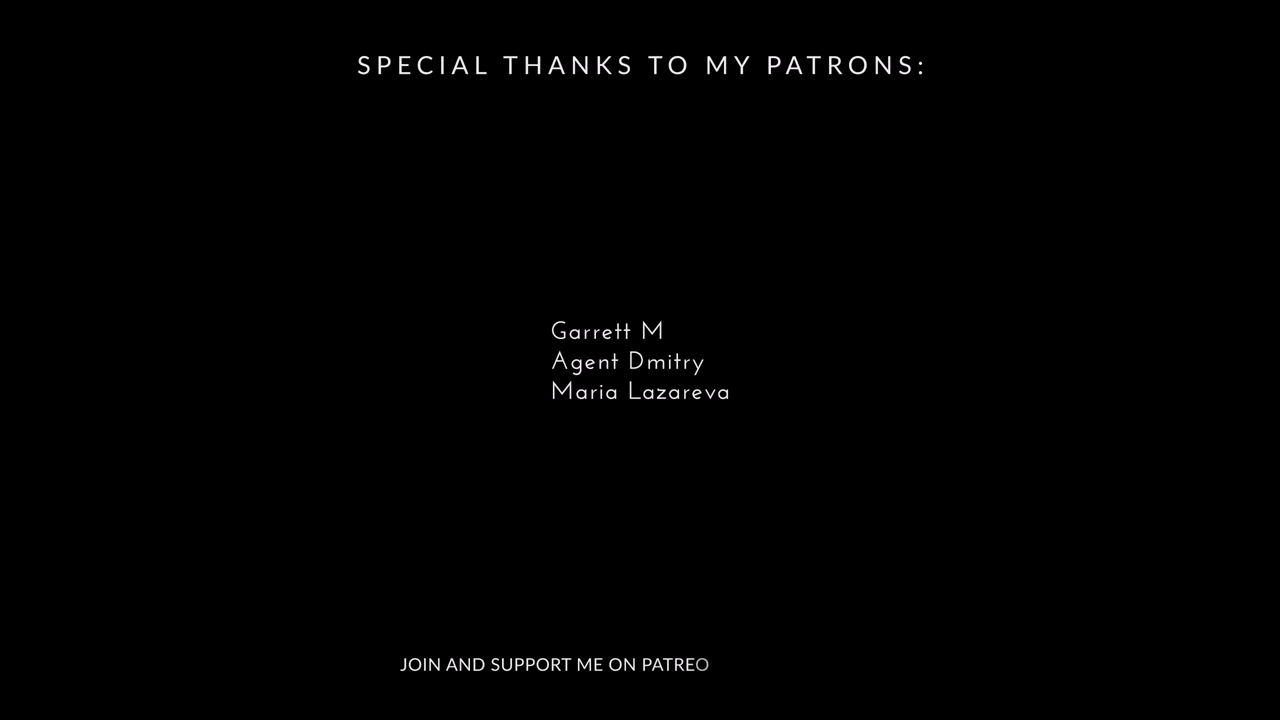 SPECIAL THANKS TO MY PATRONS:
Garrett M
Agent Dmitry
Maria Lazareva
JOIN AND SUPPORT ME ON PATREO